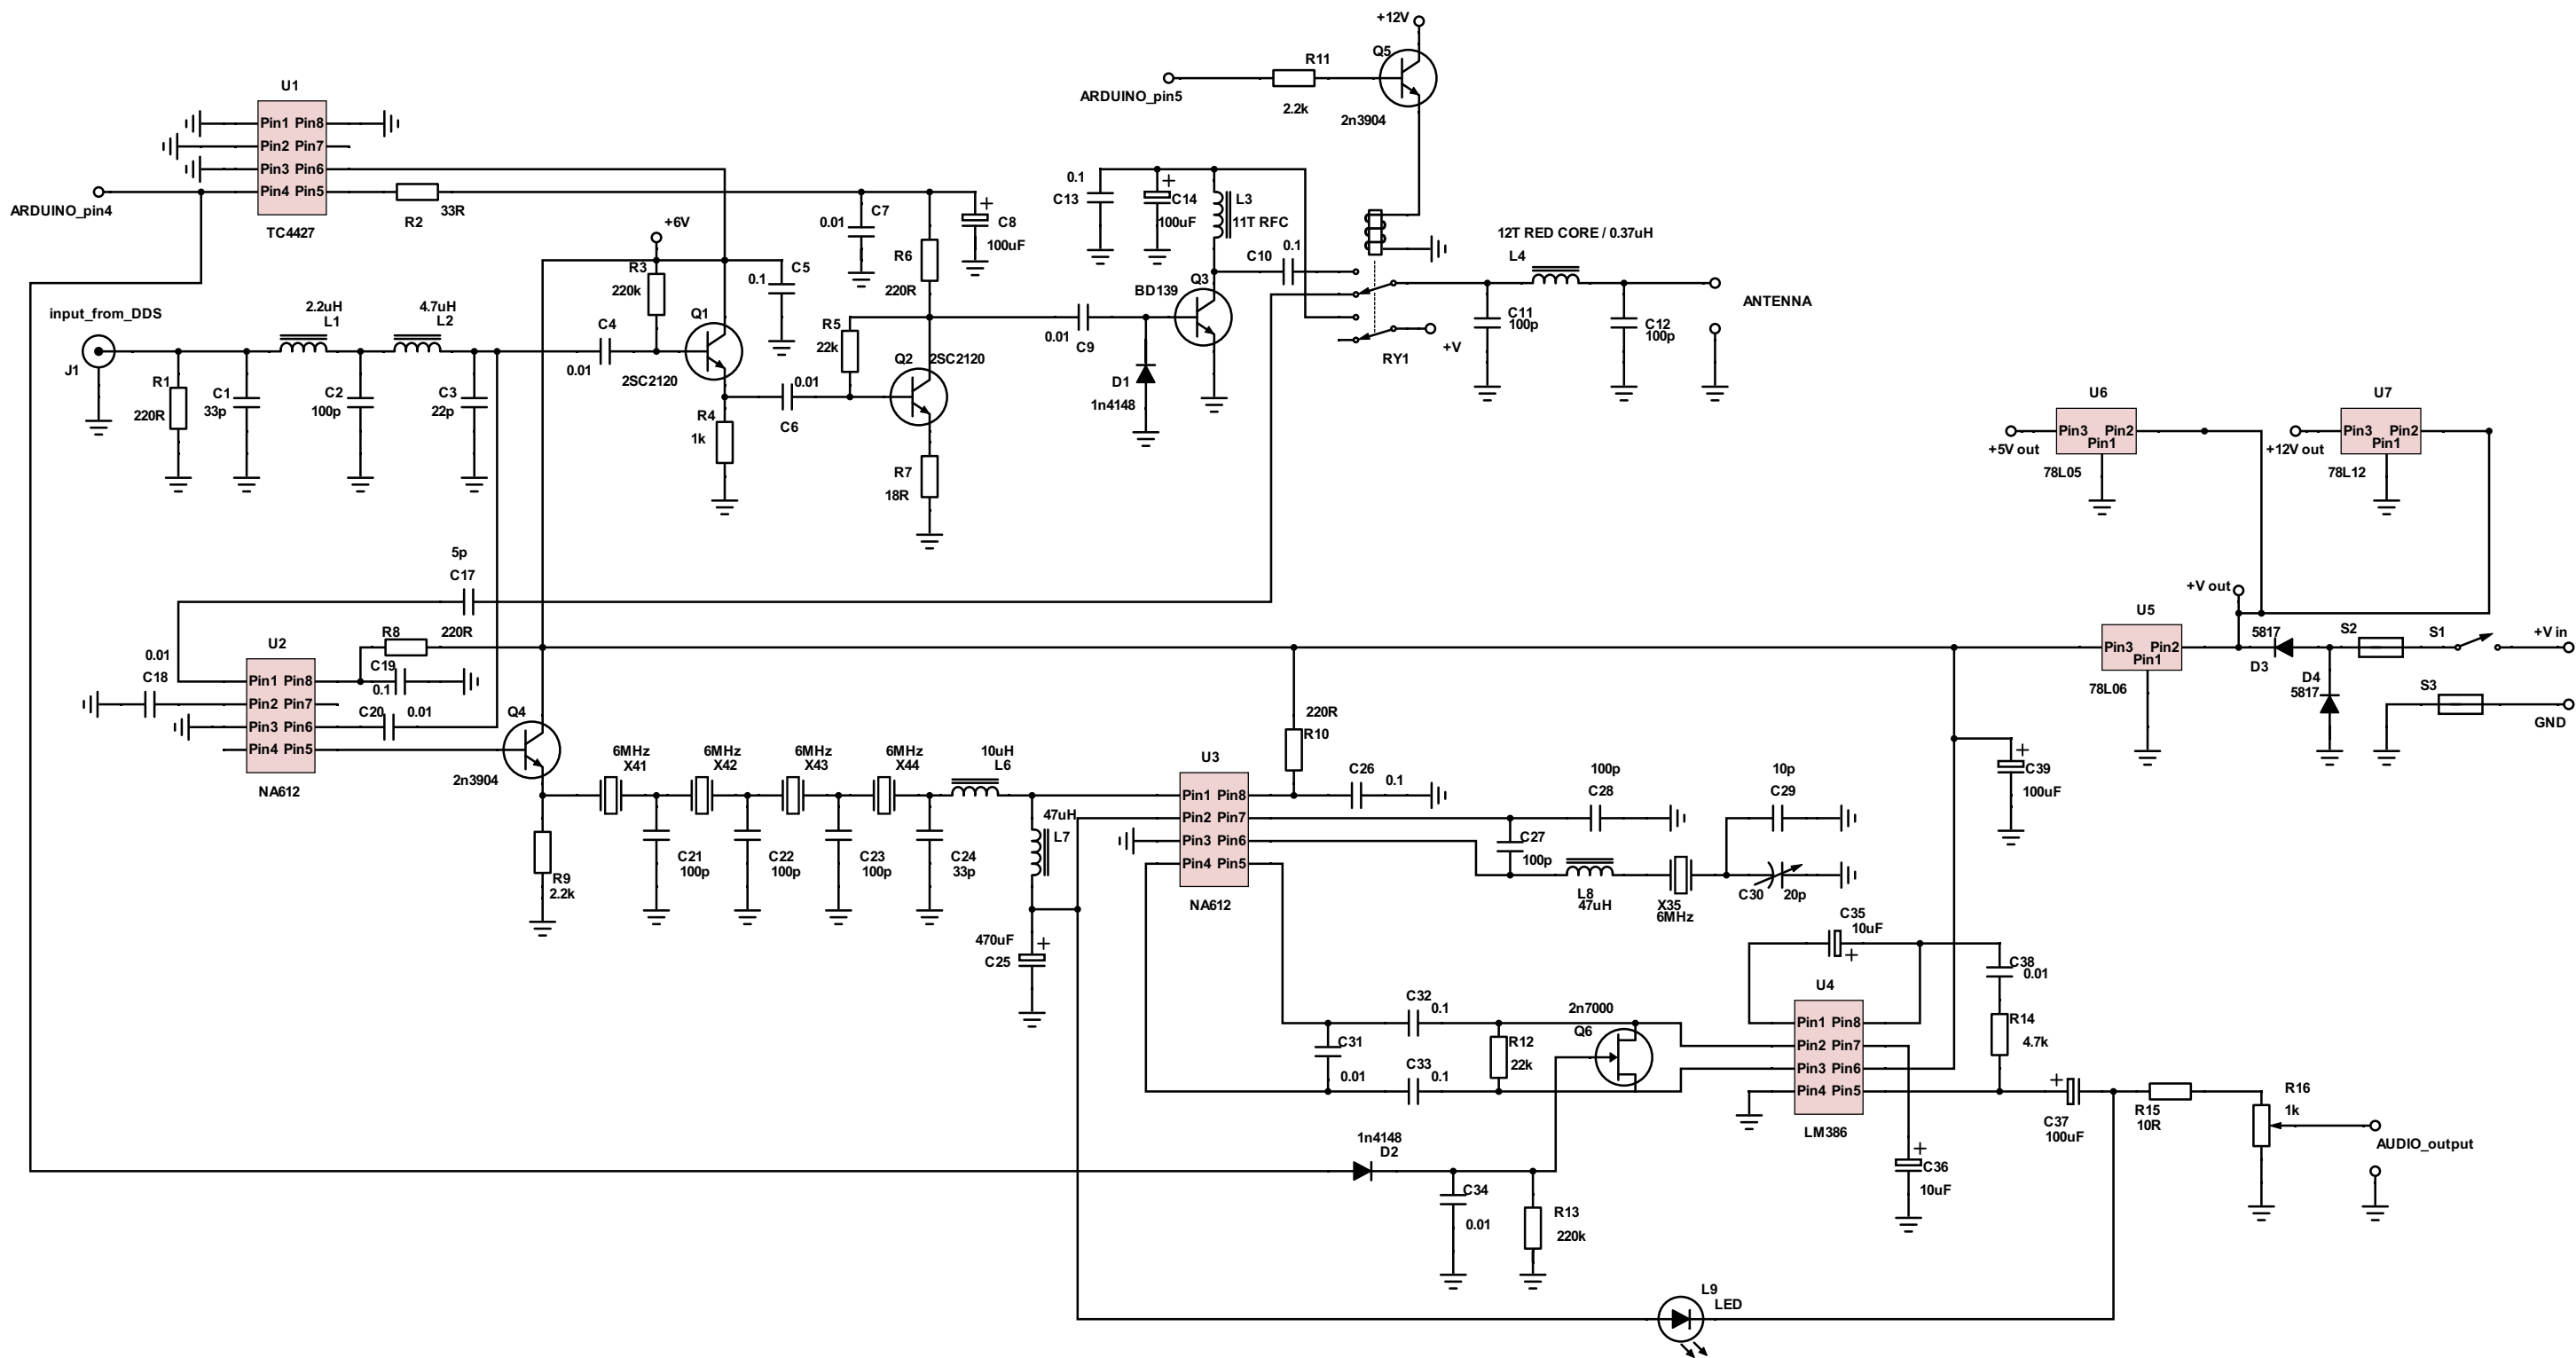 +12V
Q5
R11
ARDUINO_pin5
2.2k
2n3904
U1
Pin1 Pin8
Pin2 Pin7
Pin3 Pin6
Pin4 Pin5
TC4427
ARDUINO_pin4
33R
R2
+6V
0.01
C7
C8
100uF
R6
220R
0.1
C13
C14
100uF
L3
11T RFC
C10
0.1
12T RED CORE / 0.37uH
L4
ANTENNA
C11
100p
C12
100p
RY1
+V
Q3
BD139
input_from_DDS
J1
2.2uH
L1
4.7uH
L2
R1
220R
C1
33p
C2
100p
C3
22p
R3
220k
C4
0.01
Q1
2SC2120
C5
0.1
R5
22k
Q2
2SC2120
0.01
C6
R4
1k
R7
18R
0.01
C9
D1
1n4148
U6
Pin3 Pin2
Pin1
+5V out
78L05
U7
Pin3 Pin2
Pin1
+12V out
78L12
5p
C17
R8
220R
U2
0.01
C18
Pin1 Pin8
Pin2 Pin7
Pin3 Pin6
Pin4 Pin5
NA612
C19
0.1
C20
0.01
Q4
2n3904
+V out
U5
Pin3 Pin2
Pin1
78L06
5817
D3
D4
5817
S2
S1
+V in
S3
GND
6MHz
X41
6MHz
X42
6MHz
X43
6MHz
X44
10uH
L6
R9
2.2k
C21
100p
C22
100p
C23
100p
C24
33p
47uH
L7
470uF
C25
220R
R10
U3
Pin1 Pin8
Pin2 Pin7
Pin3 Pin6
Pin4 Pin5
NA612
C26
0.1
100p
C28
10p
C29
C27
100p
L8
47uH
X35
6MHz
C30
20p
C39
100uF
C35
10uF
C38
0.01
U4
Pin1 Pin8
Pin2 Pin7
Pin3 Pin6
Pin4 Pin5
LM386
R14
4.7k
C32
0.1
C31
0.01
C33
0.1
R12
22k
2n7000
Q6
C37
100uF
R15
10R
R16
1k
AUDIO_output
C36
10uF
1n4148
D2
C34
0.01
R13
220k
L9
LED